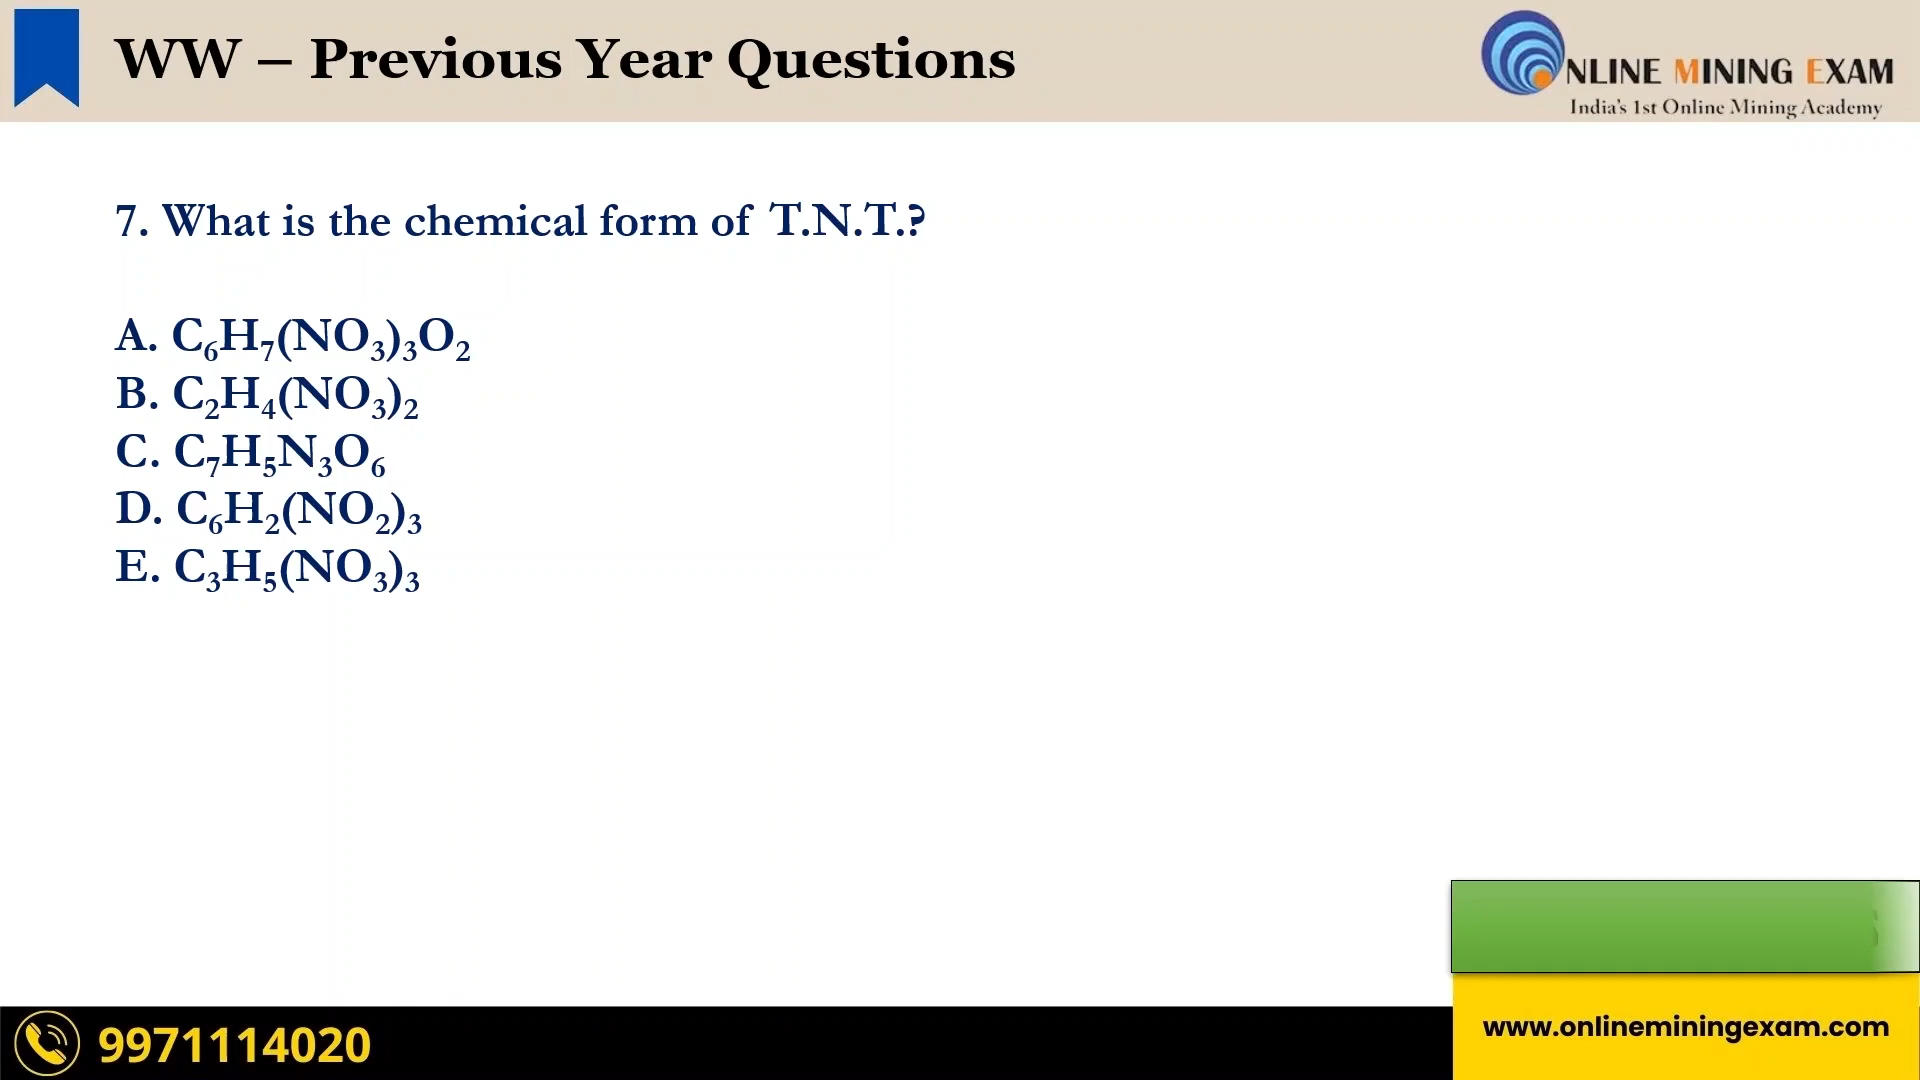 WW – Previous Year Questions
NLINE MINING EXAM
India's 1st Online Mining Academy
7. What is the chemical form of T.N.T.?
A. C₆H₇(NO₃)₃O₂
B. C₂H₄(NO₃)₂
C. C₇H₅N₃O₆
D. C₆H₂(NO₂)₃
E. C₃H₅(NO₃)₃
9971114020
www.onlineminingexam.com